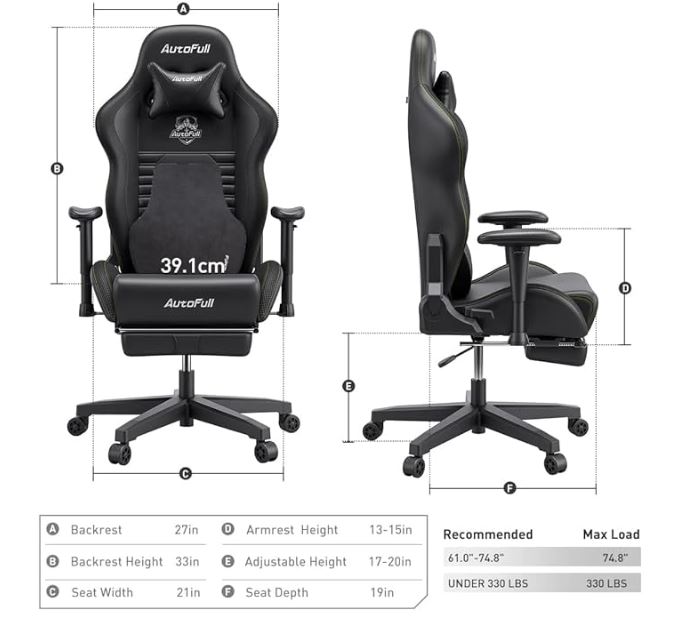 A
AutoFull
AutoFull
AutoFull
B
39.1cm
D
AutoFull
E
C
F
A Backrest 27in D Armrest Height 13-15in
B Backrest Height 33in E Adjustable Height 17-20in
C Seat Width 21in F Seat Depth 19in
Recommended Max Load
61.0"-74.8" 74.8"
UNDER 330 LBS 330 LBS